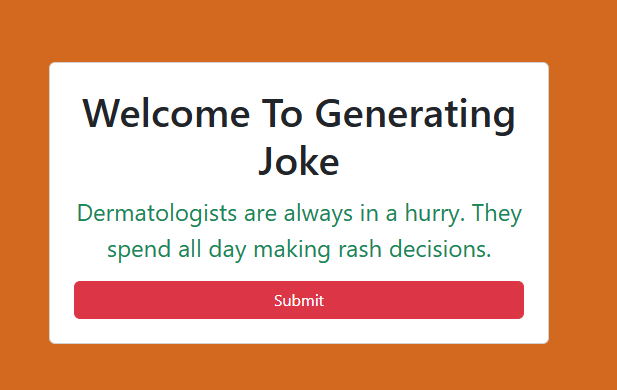 Welcome To Generating
Joke
Dermatologists are always in a hurry. They
spend all day making rash decisions.
Submit